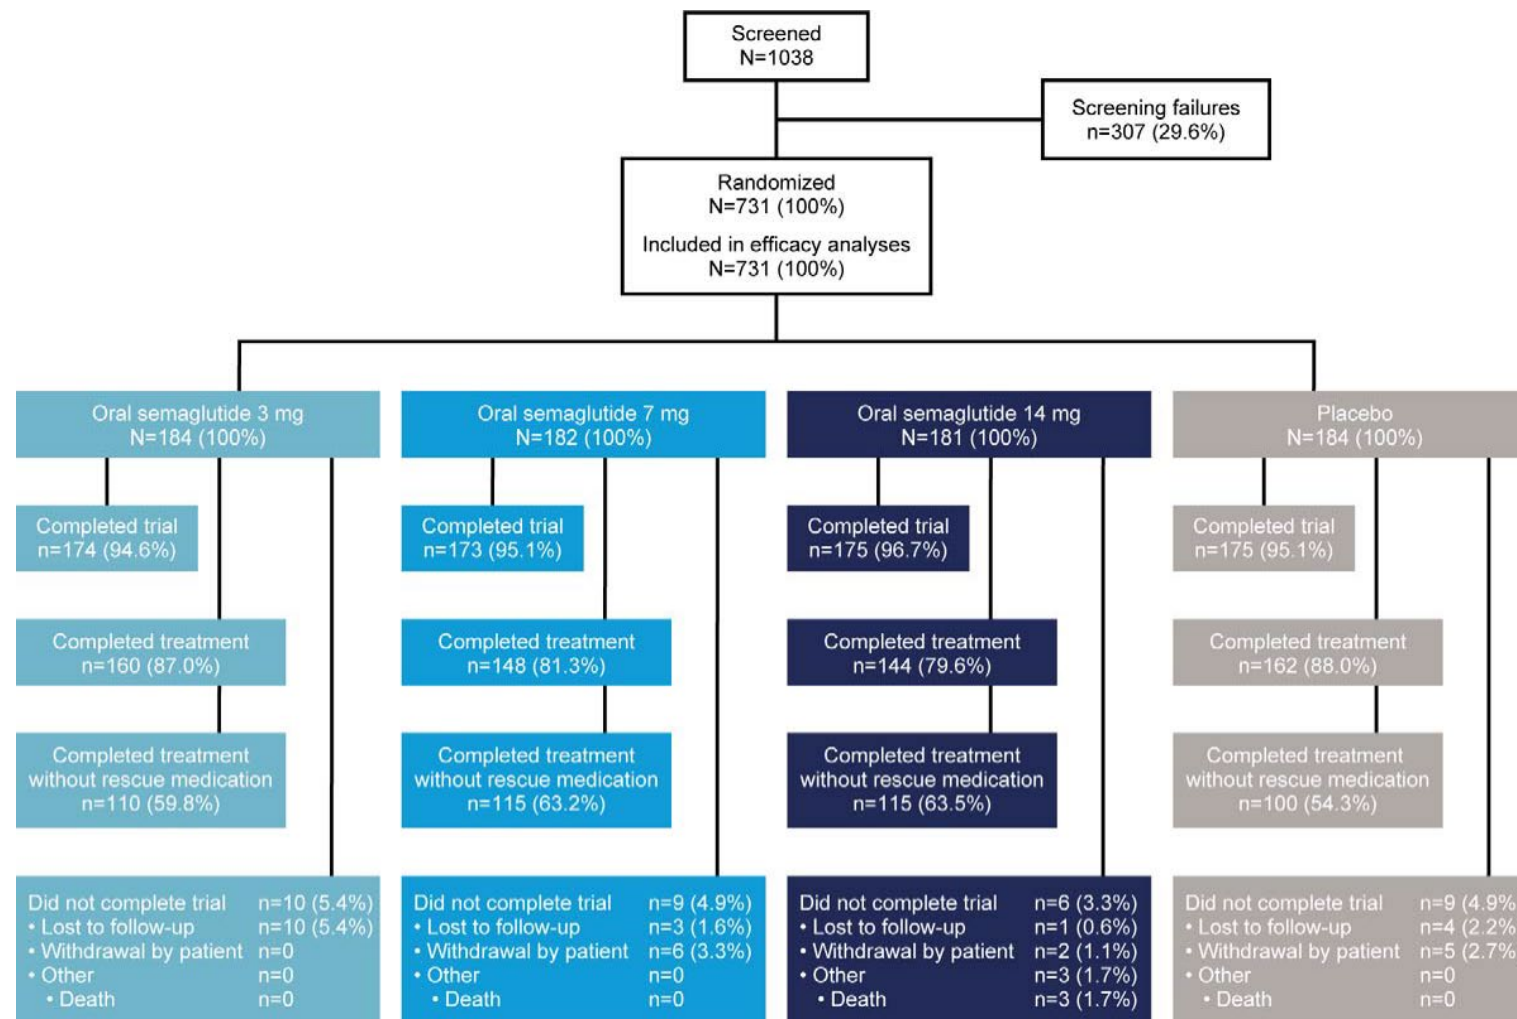 Screened
N=1038
Screening failures
n=307 (29.6%)
Randomized
N=731 (100%)
Included in efficacy analyses
N=731 (100%)
Oral semaglutide 3 mg
N=184 (100%)
Completed trial
n=174 (94.6%)
Completed treatment
n=160 (87.0%)
Completed treatment
without rescue medication
n=110 (59.8%)
Did not complete trial n=10 (5.4%)
• Lost to follow-up n=10 (5.4%)
• Withdrawal by patient n=0
• Other n=0
• Death n=0
Oral semaglutide 7 mg
N=182 (100%)
Completed trial
n=173 (95.1%)
Completed treatment
n=148 (81.3%)
Completed treatment
without rescue medication
n=115 (63.2%)
Did not complete trial n=9 (4.9%)
• Lost to follow-up n=3 (1.6%)
• Withdrawal by patient n=6 (3.3%)
• Other n=0
• Death n=0
Oral semaglutide 14 mg
N=181 (100%)
Completed trial
n=175 (96.7%)
Completed treatment
n=144 (79.6%)
Completed treatment
without rescue medication
n=115 (63.5%)
Did not complete trial n=6 (3.3%)
• Lost to follow-up n=1 (0.6%)
• Withdrawal by patient n=2 (1.1%)
• Other n=3 (1.7%)
• Death n=3 (1.7%)
Placebo
N=184 (100%)
Completed trial
n=175 (95.1%)
Completed treatment
n=162 (88.0%)
Completed treatment
without rescue medication
n=100 (54.3%)
Did not complete trial n=9 (4.9%
• Lost to follow-up n=4 (2.2%
• Withdrawal by patient n=5 (2.7%
• Other n=0
• Death n=0